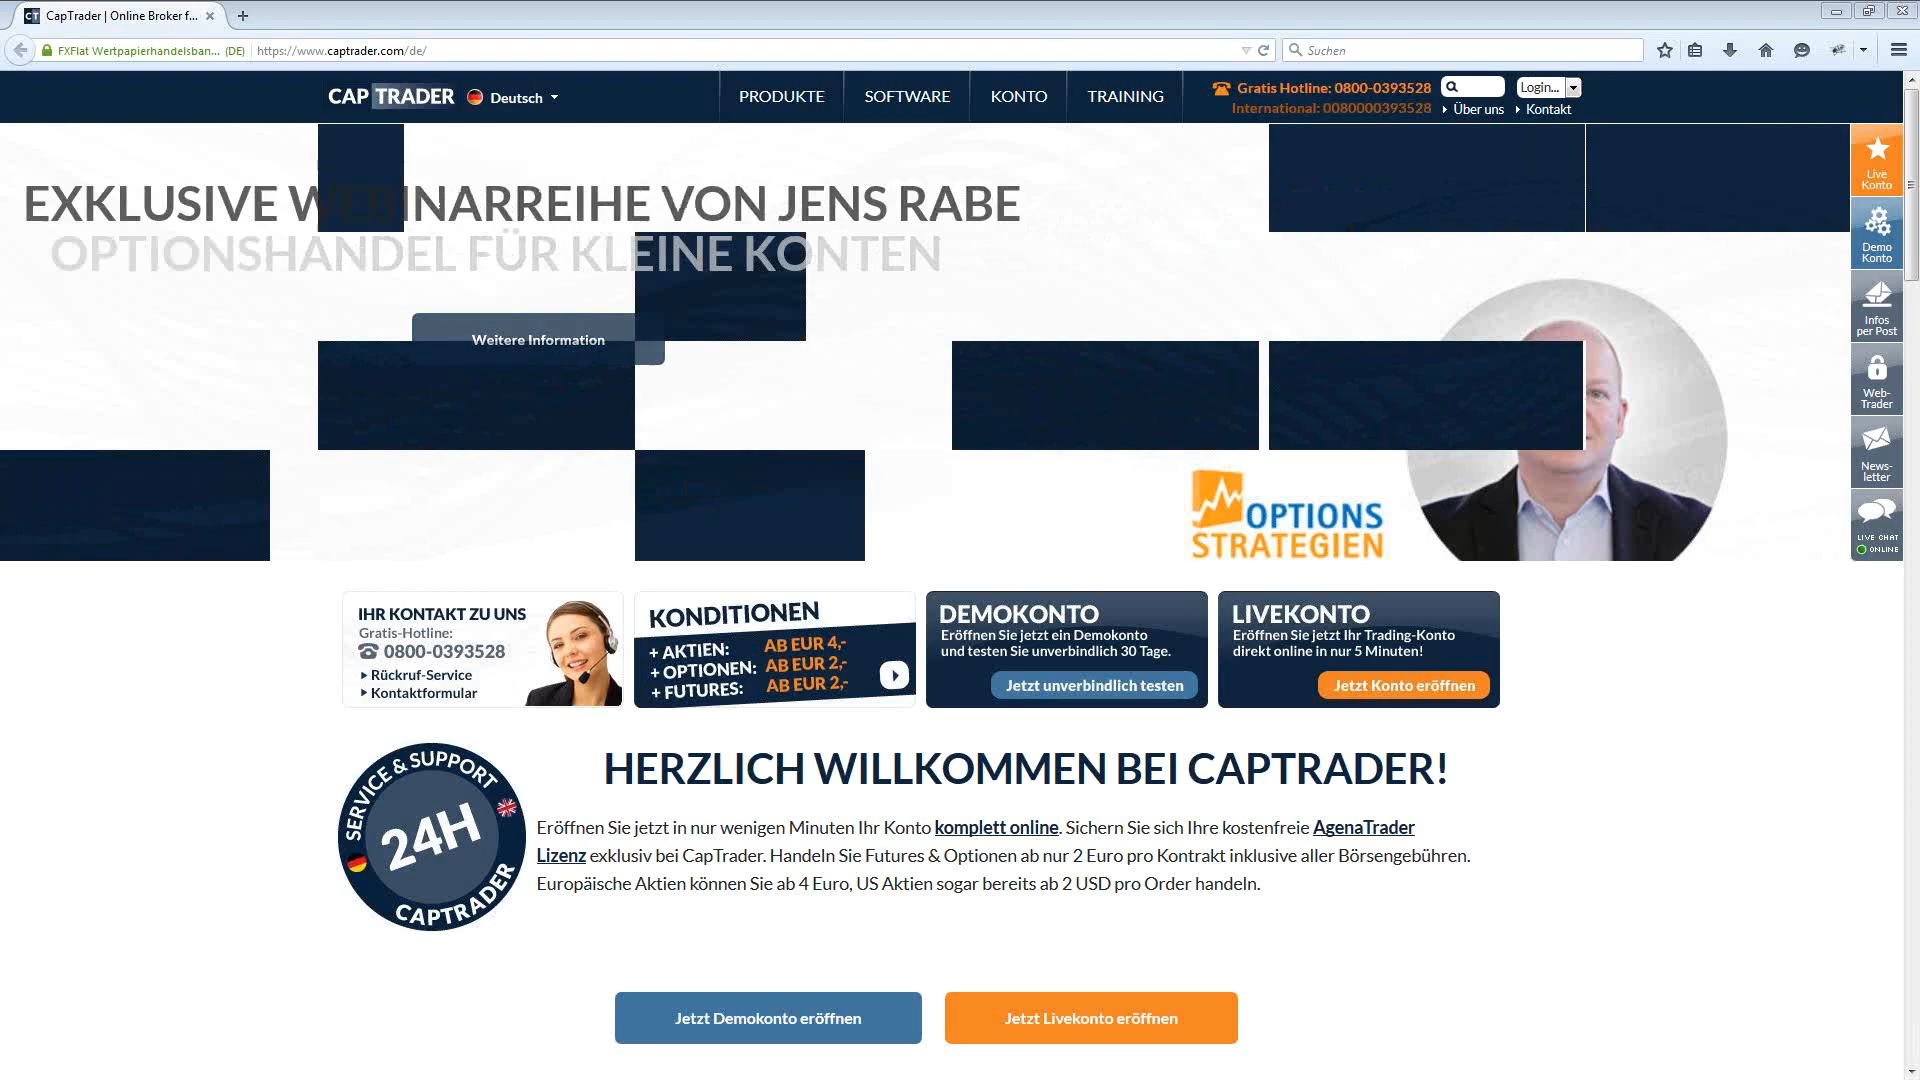 CapTrader | Online Broker f...
FXFlat Wertpapierhandelsban... (DE)
https://www.captrader.com/de/
Suchen
CAP TRADER
Deutsch
PRODUKTE
SOFTWARE
KONTO
TRAINING
Gratis Hotline: 0800-0393528
International: 0080000393528
Login...
Über uns
Kontakt
EXKLUSIVE WEBINARREIHE VON JENS RABE
OPTIONSHANDEL FÜR KLEINE KONTEN
Weitere Information
OPTIONS
STRATEGIEN
Live
Konto
Demo
Konto
Infos
per Post
Web-
Trader
News-
letter
LIVE CHAT
ONLINE
IHR KONTAKT ZU UNS
Gratis-Hotline:
0800-0393528
Rückruf-Service
Kontaktformular
KONDITIONEN
+ AKTIEN: AB EUR 4,-
+ OPTIONEN: AB EUR 2,-
+ FUTURES: AB EUR 2,-
DEMOKONTO
Eröffnen Sie jetzt ein Demokonto
und testen Sie unverbindlich 30 Tage.
Jetzt unverbindlich testen
LIVEKONTO
Eröffnen Sie jetzt Ihr Trading-Konto
direkt online in nur 5 Minuten!
Jetzt Konto eröffnen
SERVICE & SUPPORT
24H
CAPTRADER
HERZLICH WILLKOMMEN BEI CAPTRADER!
Eröffnen Sie jetzt in nur wenigen Minuten Ihr Konto komplett online. Sichern Sie sich Ihre kostenfreie AgenaTrader
Lizenz exklusiv bei CapTrader. Handeln Sie Futures & Optionen ab nur 2 Euro pro Kontrakt inklusive aller Börsengebühren.
Europäische Aktien können Sie ab 4 Euro, US Aktien sogar bereits ab 2 USD pro Order handeln.
Jetzt Demokonto eröffnen
Jetzt Livekonto eröffnen